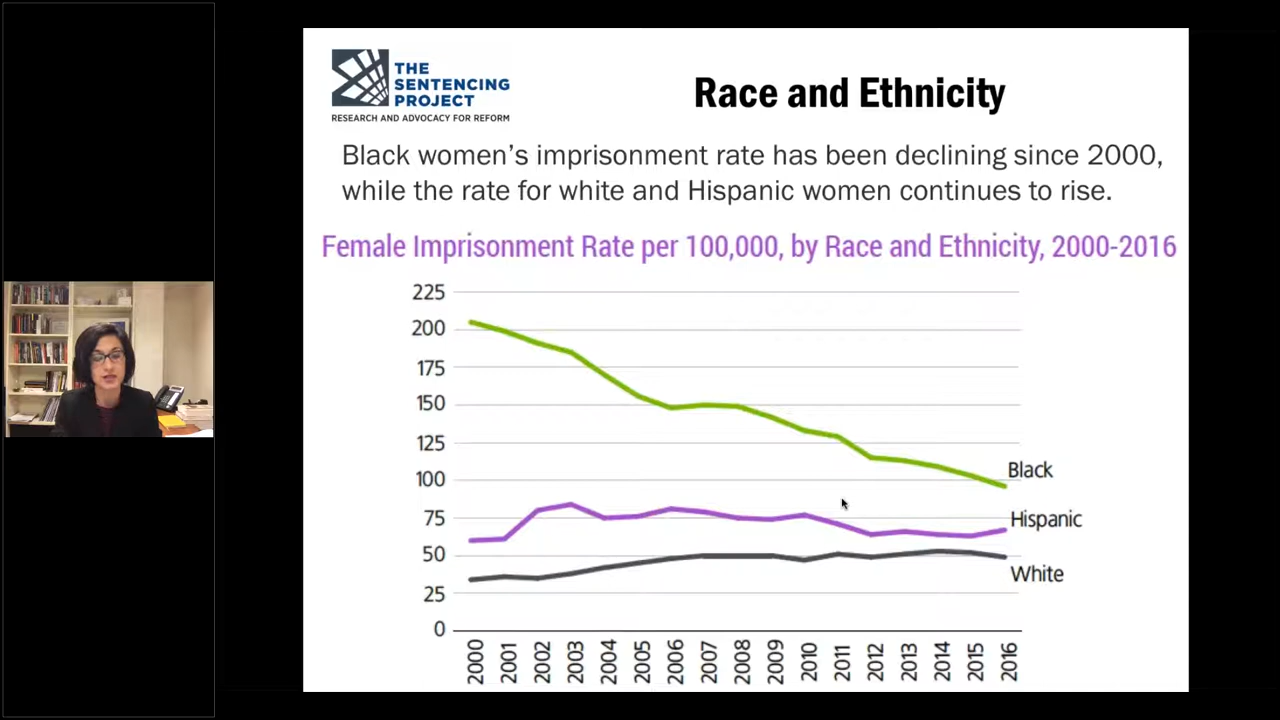 THE
SENTENCING
PROJECT
RESEARCH AND ADVOCACY FOR REFORM
Race and Ethnicity
Black women’s imprisonment rate has been declining since 2000,
while the rate for white and Hispanic women continues to rise.
Female Imprisonment Rate per 100,000, by Race and Ethnicity, 2000-2016
225
200
175
150
125
100
75
50
25
0
Black
Hispanic
White
2000 2001 2002 2003 2004 2005 2006 2007 2008 2009 2010 2011 2012 2013 2014 2015 2016